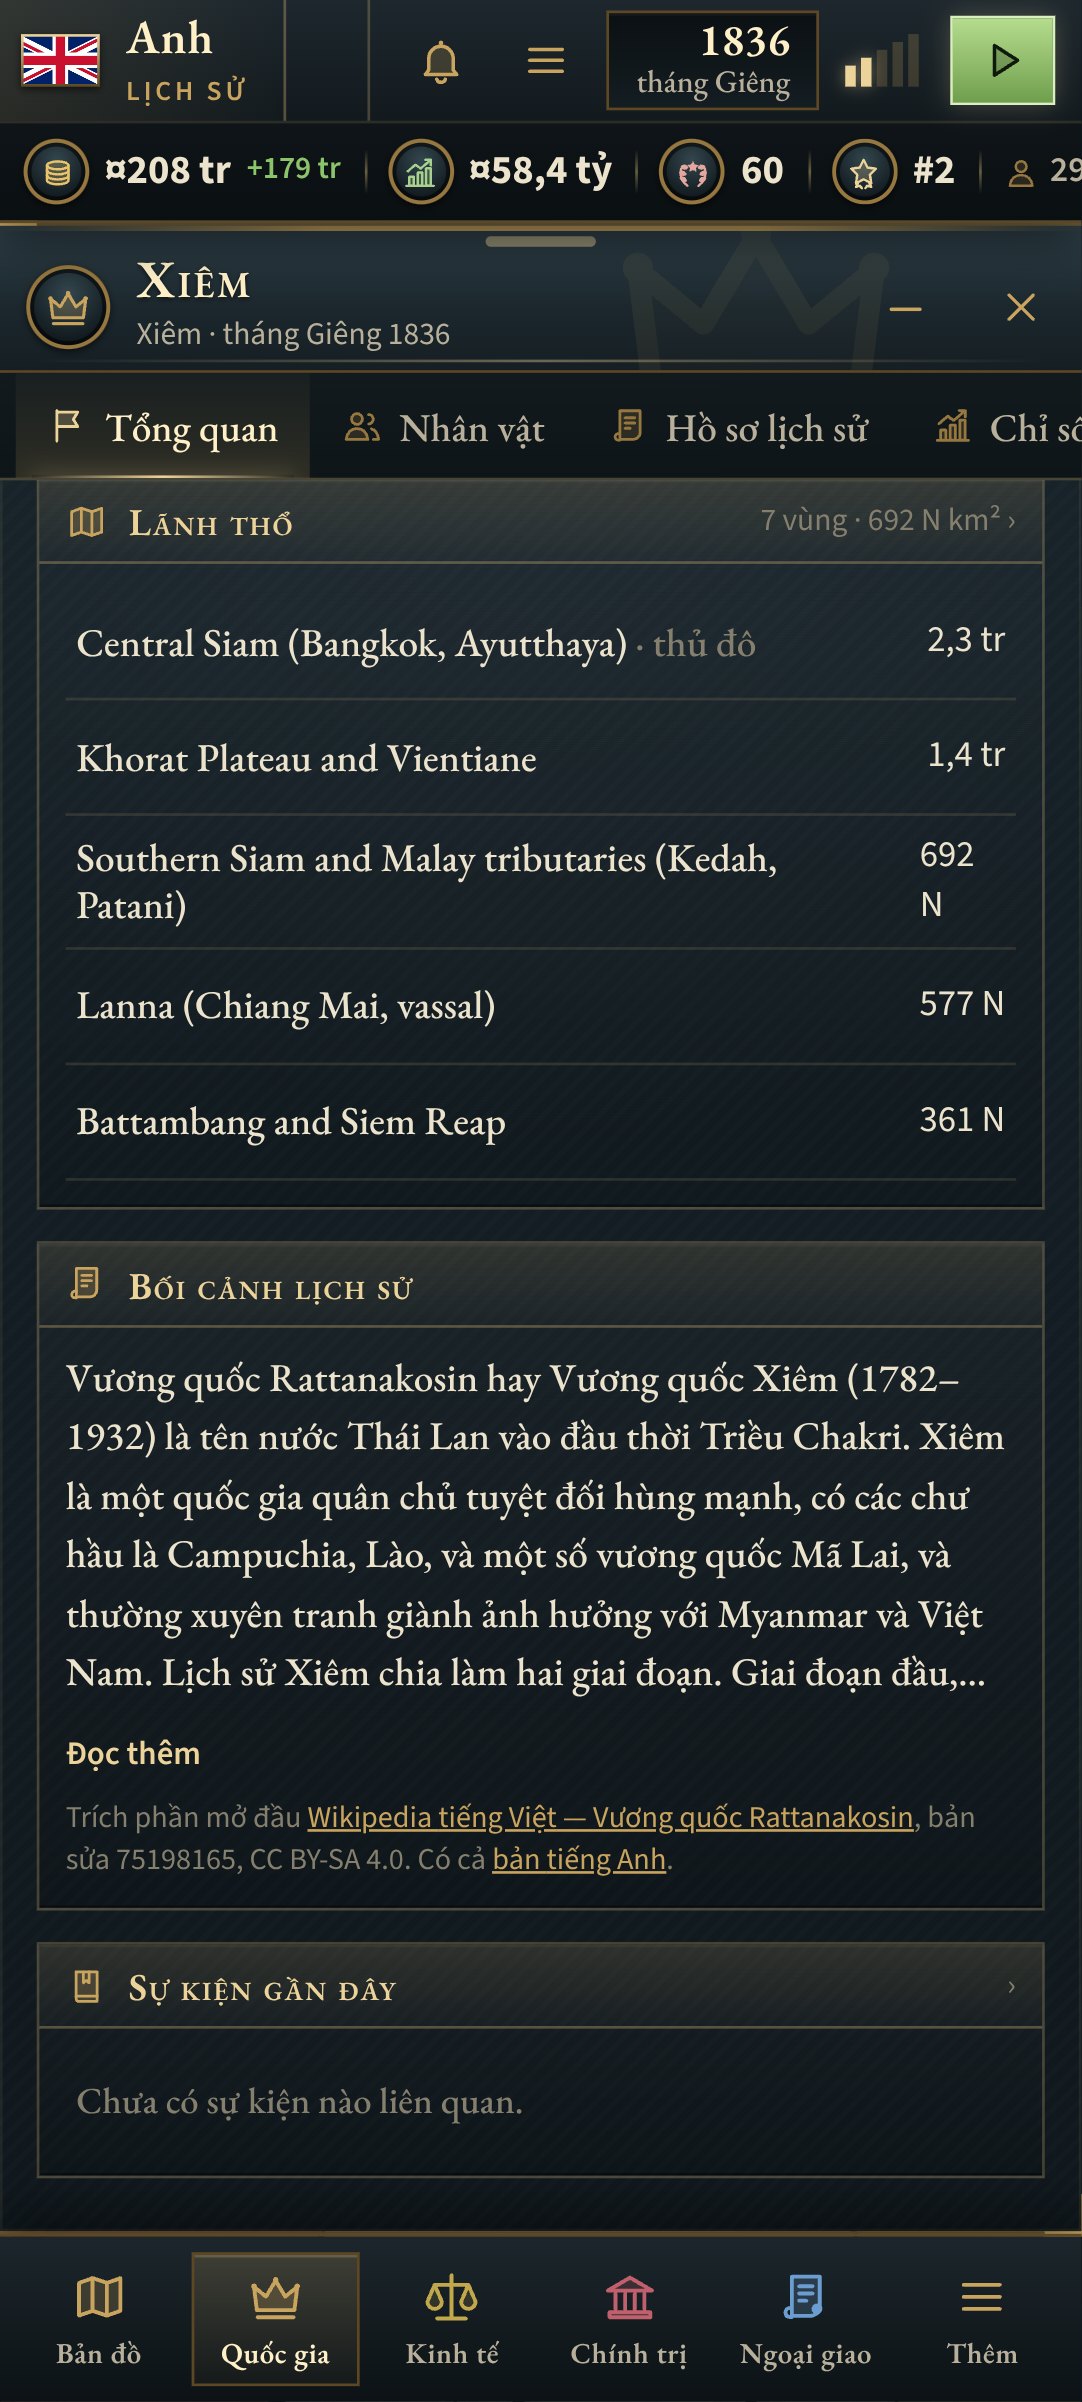 Anh
LỊCH SỬ
1836
tháng Giêng
¤208 tr +179 tr
¤58,4 tỷ
60
#2
29
Xiêm
Xiêm · tháng Giêng 1836
Tổng quan
Nhân vật
Hồ sơ lịch sử
Chỉ số
Lãnh thổ
7 vùng · 692 N km² ›
Central Siam (Bangkok, Ayutthaya) · thủ đô
2,3 tr
Khorat Plateau and Vientiane
1,4 tr
Southern Siam and Malay tributaries (Kedah,
Patani)
692
N
Lanna (Chiang Mai, vassal)
577 N
Battambang and Siem Reap
361 N
Bối cảnh lịch sử
Vương quốc Rattanakosin hay Vương quốc Xiêm (1782–
1932) là tên nước Thái Lan vào đầu thời Triều Chakri. Xiêm
là một quốc gia quân chủ tuyệt đối hùng mạnh, có các chư
hầu là Campuchia, Lào, và một số vương quốc Mã Lai, và
thường xuyên tranh giành ảnh hưởng với Myanmar và Việt
Nam. Lịch sử Xiêm chia làm hai giai đoạn. Giai đoạn đầu,...
Đọc thêm
Trích phần mở đầu Wikipedia tiếng Việt — Vương quốc Rattanakosin, bản
sửa 75198165, CC BY-SA 4.0. Có cả bản tiếng Anh.
Sự kiện gần đây
›
Chưa có sự kiện nào liên quan.
Bản đồ
Quốc gia
Kinh tế
Chính trị
Ngoại giao
Thêm